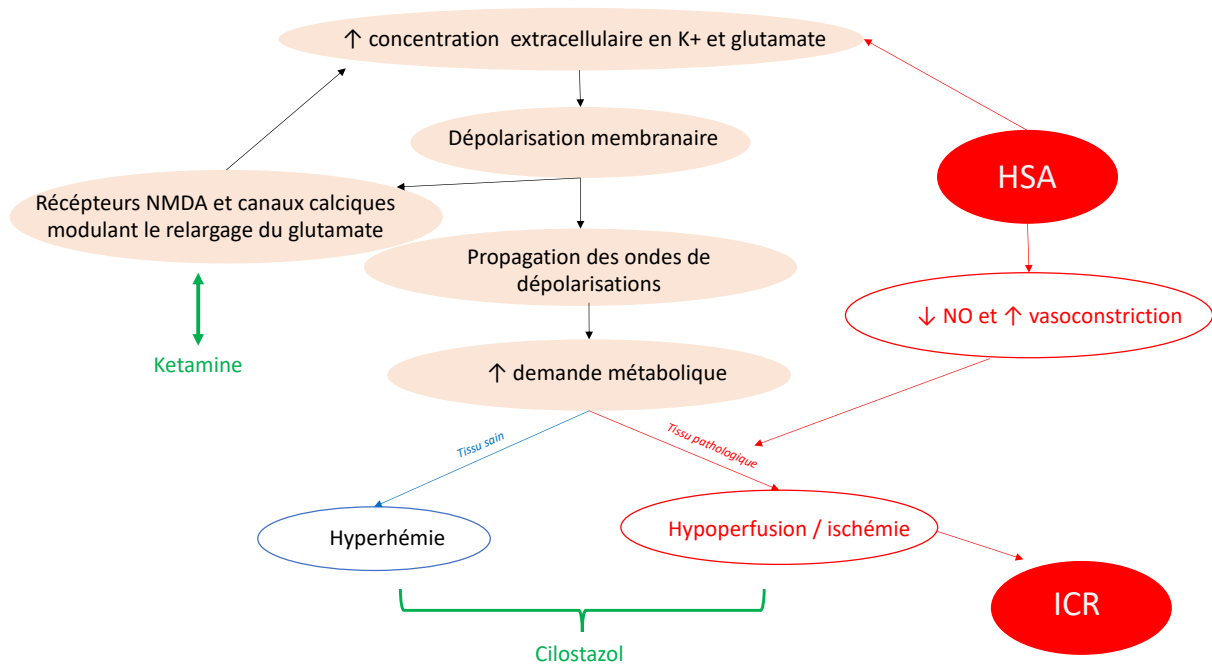 ↑ concentration extracellulaire en K+ et glutamate
Dépolarisation membranaire
HSA
Récépteurs NMDA et canaux calciques
modulant le relargage du glutamate
Propagation des ondes de
dépolarisations
↓ NO et ↑ vasoconstriction
Ketamine
↑ demande métabolique
Tissu sain
Tissu pathologique
Hyperhémie
Hypoperfusion / ischémie
ICR
Cilostazol